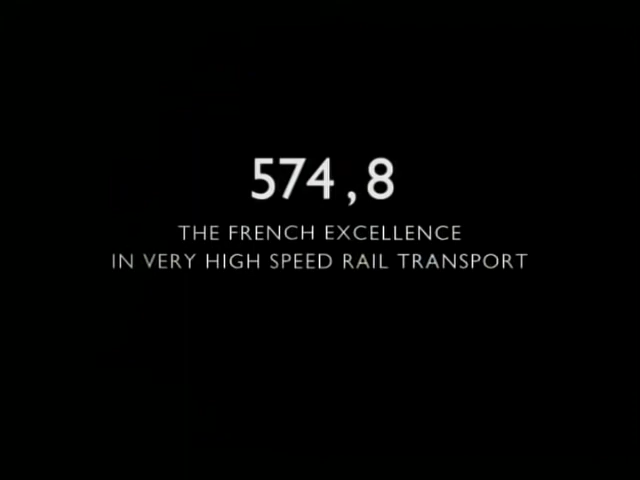 574,8
THE FRENCH EXCELLENCE
IN VERY HIGH SPEED RAIL TRANSPORT